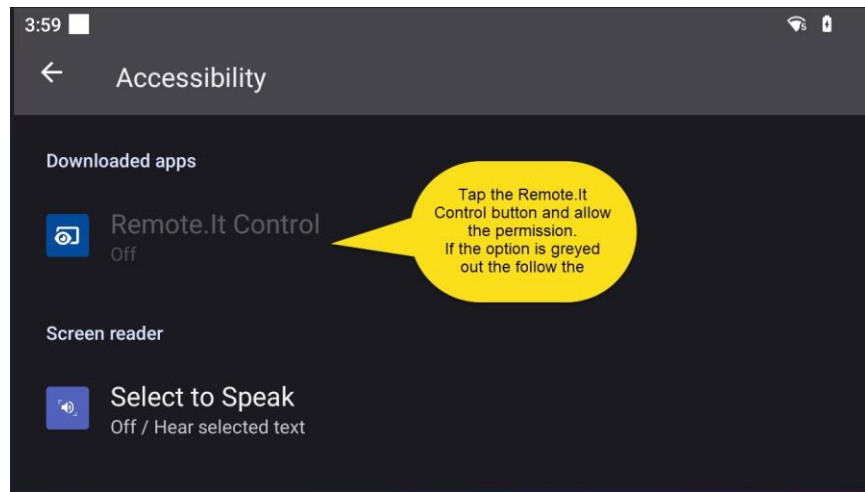 3:59
Accessibility
Downloaded apps
Remote.It Control
Off
Tap the Remote.It
Control button and allow
the permission.
If the option is greyed
out the follow the
Screen reader
Select to Speak
Off / Hear selected text